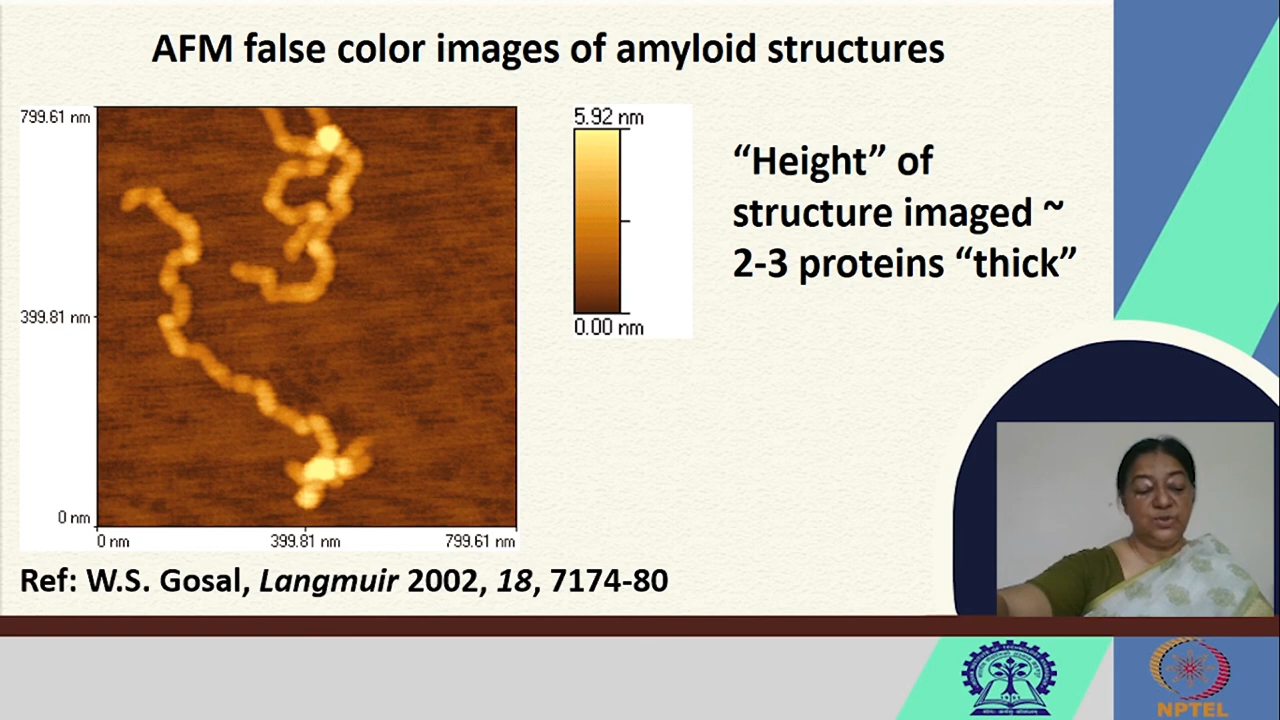 AFM false color images of amyloid structures
799.61 nm
399.81 nm
0 nm
0 nm 399.81 nm 799.61 nm
5.92 nm
0.00 nm
“Height” of
structure imaged ~
2-3 proteins “thick”
Ref: W.S. Gosal, Langmuir 2002, 18, 7174-80
NPTEL